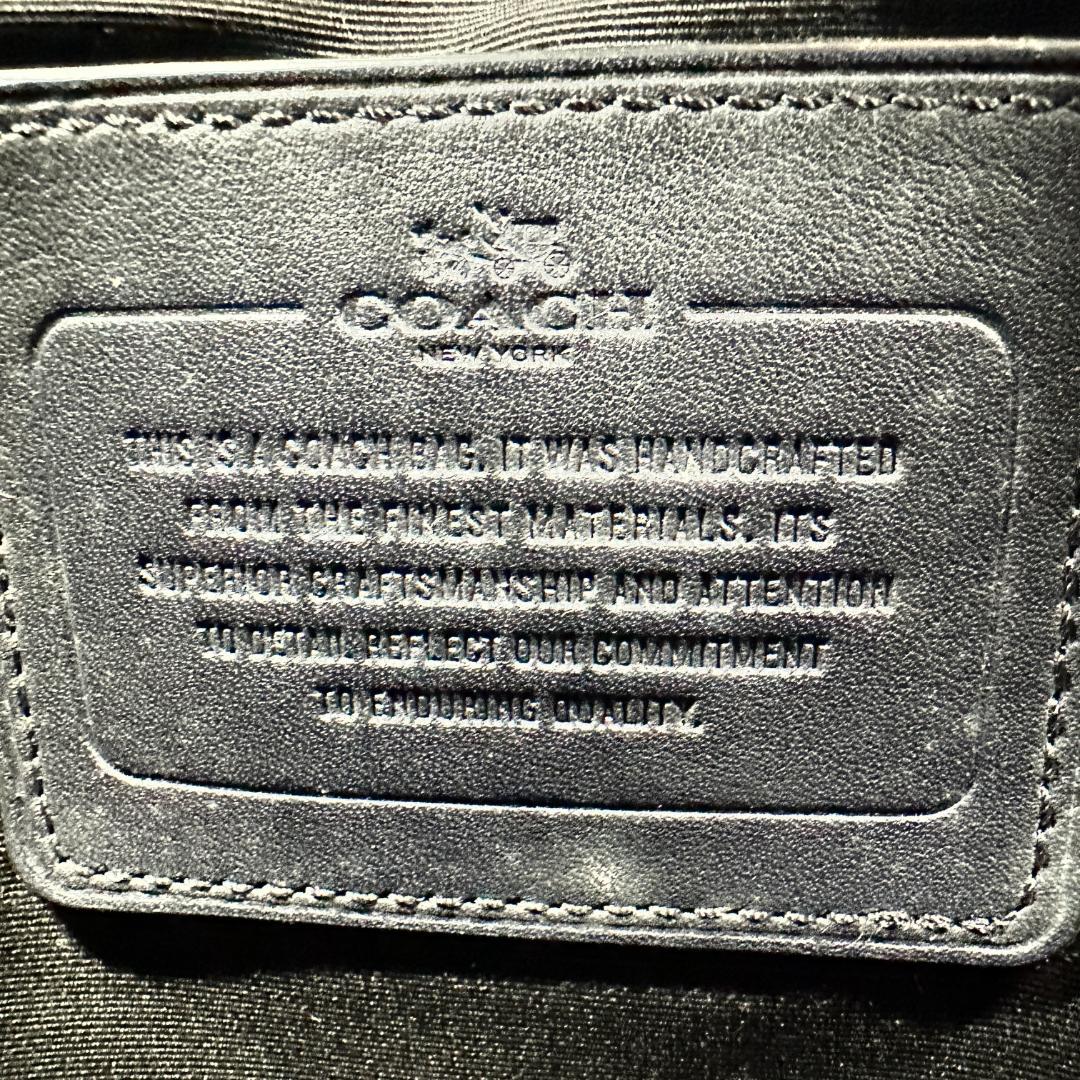 COACH
NEW YORK
THIS IS A COACH BAG. IT WAS HANDCRAFTED
FROM THE FINEST MATERIALS. ITS
SUPERIOR CRAFTSMANSHIP AND ATTENTION
TO DETAIL REFLECT OUR COMMITMENT
TO ENDURING QUALITY.